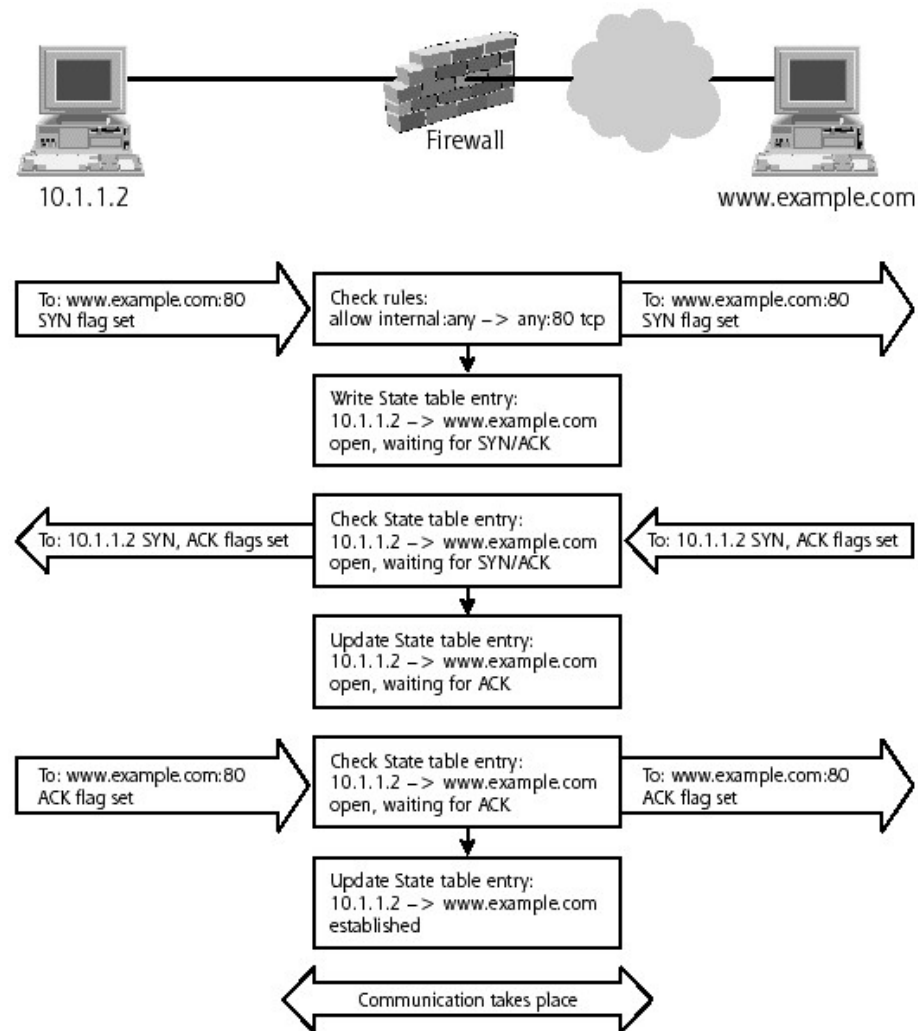 Firewall
10.1.1.2
www.example.com
To: www.example.com:80
SYN flag set
Check rules:
allow internal:any –> any:80 tcp
To: www.example.com:80
SYN flag set
Write State table entry:
10.1.1.2 –> www.example.com
open, waiting for SYN/ACK
To: 10.1.1.2 SYN, ACK flags set
Check State table entry:
10.1.1.2 –> www.example.com
open, waiting for SYN/ACK
To: 10.1.1.2 SYN, ACK flags set
Update State table entry:
10.1.1.2 –> www.example.com
open, waiting for ACK
To: www.example.com:80
ACK flag set
Check State table entry:
10.1.1.2 –> www.example.com
open, waiting for ACK
To: www.example.com:80
ACK flag set
Update State table entry:
10.1.1.2 –> www.example.com
established
Communication takes place